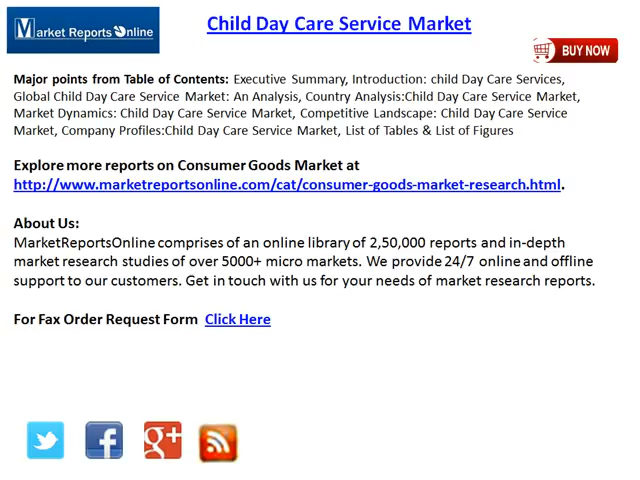 Market Reports Online
Child Day Care Service Market
BUY NOW
Major points from Table of Contents: Executive Summary, Introduction: child Day Care Services,
Global Child Day Care Service Market: An Analysis, Country Analysis:Child Day Care Service Market,
Market Dynamics: Child Day Care Service Market, Competitive Landscape: Child Day Care Service
Market, Company Profiles:Child Day Care Service Market, List of Tables & List of Figures
Explore more reports on Consumer Goods Market at
http://www.marketreportsonline.com/cat/consumer-goods-market-research.html.
About Us:
MarketReportsOnline comprises of an online library of 2,50,000 reports and in-depth
market research studies of over 5000+ micro markets. We provide 24/7 online and offline
support to our customers. Get in touch with us for your needs of market research reports.
For Fax Order Request Form Click Here